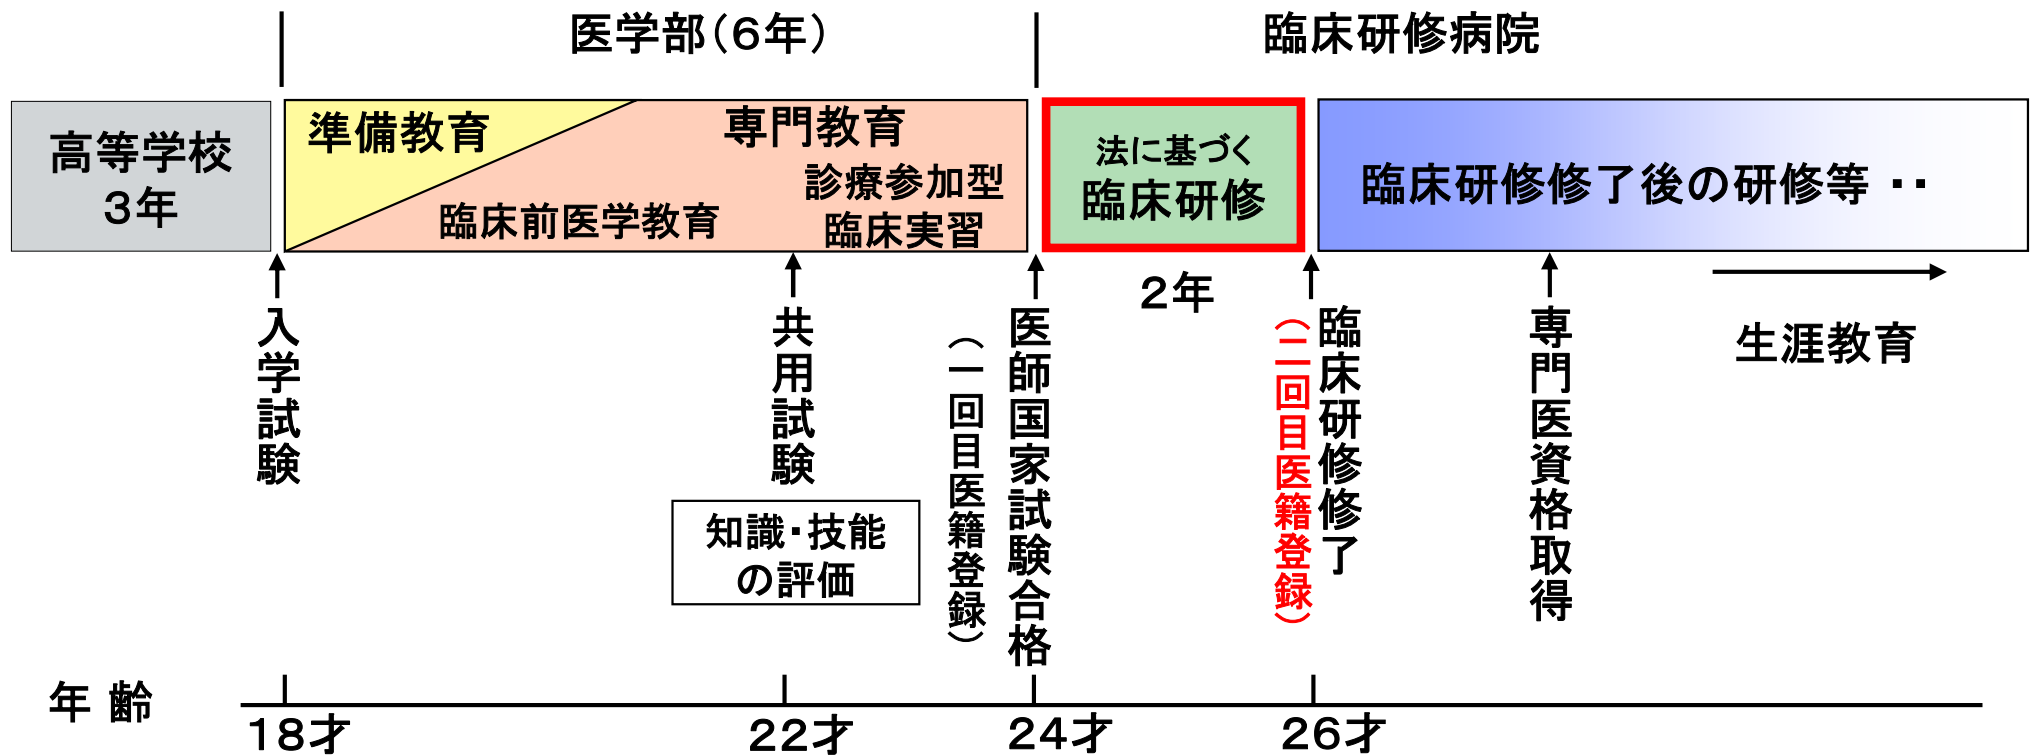 医学部（６年）
臨床研修病院
高等学校
３年
準備教育
専門教育
診療参加型
臨床実習
臨床前医学教育
法に基づく
臨床研修
臨床研修修了後の研修等 ・・
２年
生涯教育
入学試験
共用試験
知識・技能
の評価
医師国家試験合格
（一回目医籍登録）
臨床研修修了
（二回目医籍登録）
専門医資格取得
年 齢
１８才
２２才
２４才
２６才